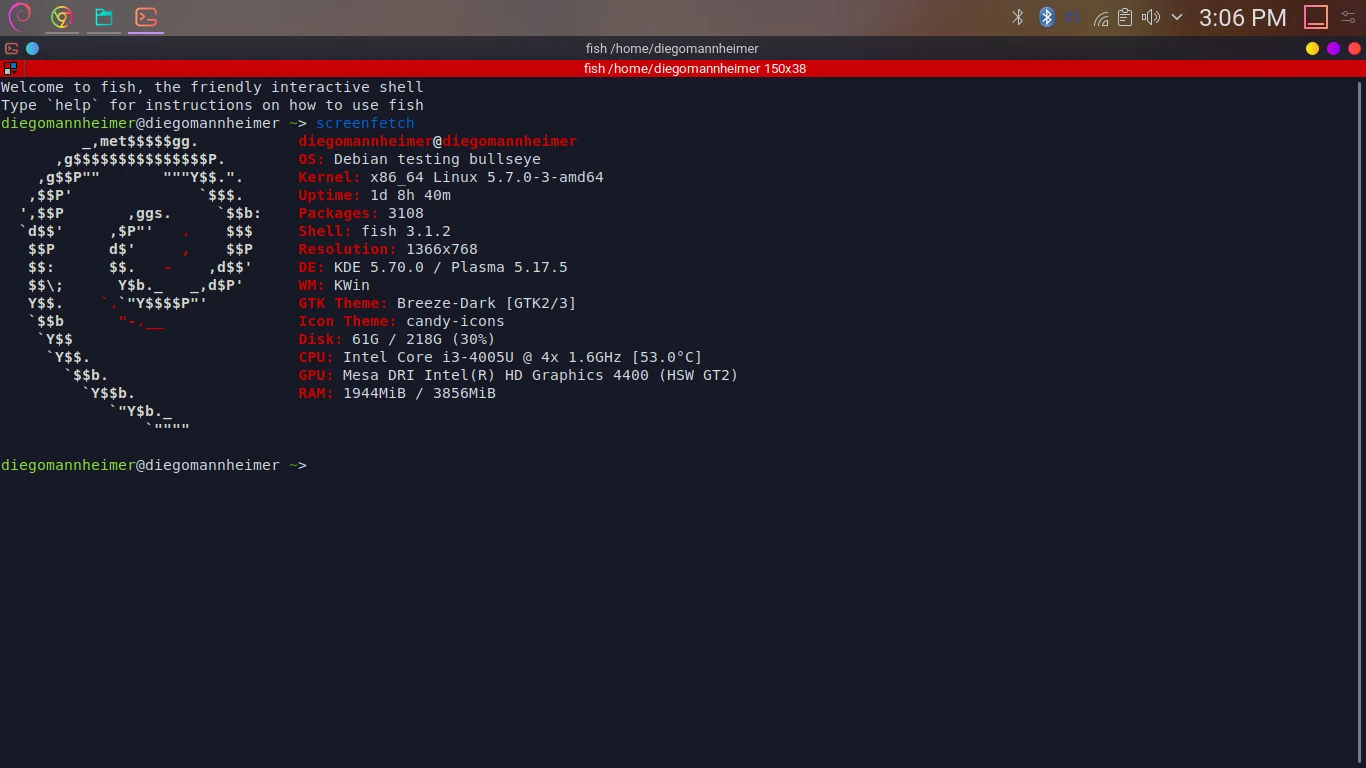 3:06 PM
fish /home/diegomannheimer
fish /home/diegomannheimer 150x38
Welcome to fish, the friendly interactive shell
Type `help` for instructions on how to use fish
diegomannheimer@diegomannheimer ~> screenfetch
         _,met$$$$$gg.           diegomannheimer@diegomannheimer
      ,g$$$$$$$$$$$$$$$P.        OS: Debian testing bullseye
    ,g$$P""       """Y$$.".      Kernel: x86_64 Linux 5.7.0-3-amd64
   ,$$P'              `$$$.      Uptime: 1d 8h 40m
  ',$$P       ,ggs.     `$$b:    Packages: 3108
  `d$$'     ,$P"'   .    $$$     Shell: fish 3.1.2
   $$P      d$'     ,    $$P     Resolution: 1366x768
   $$:      $$.   -    ,d$$'     DE: KDE 5.70.0 / Plasma 5.17.5
   $$\;      Y$b._   _,d$P'      WM: KWin
   Y$$.    `.`"Y$$$$P"'          GTK Theme: Breeze-Dark [GTK2/3]
   `$$b      "-.__               Icon Theme: candy-icons
    `Y$$                         Disk: 61G / 218G (30%)
     `Y$$.                       CPU: Intel Core i3-4005U @ 4x 1.6GHz [53.0°C]
       `$$b.                     GPU: Mesa DRI Intel(R) HD Graphics 4400 (HSW GT2)
         `Y$$b.                  RAM: 1944MiB / 3856MiB
            `"Y$b._
                `""""
diegomannheimer@diegomannheimer ~>